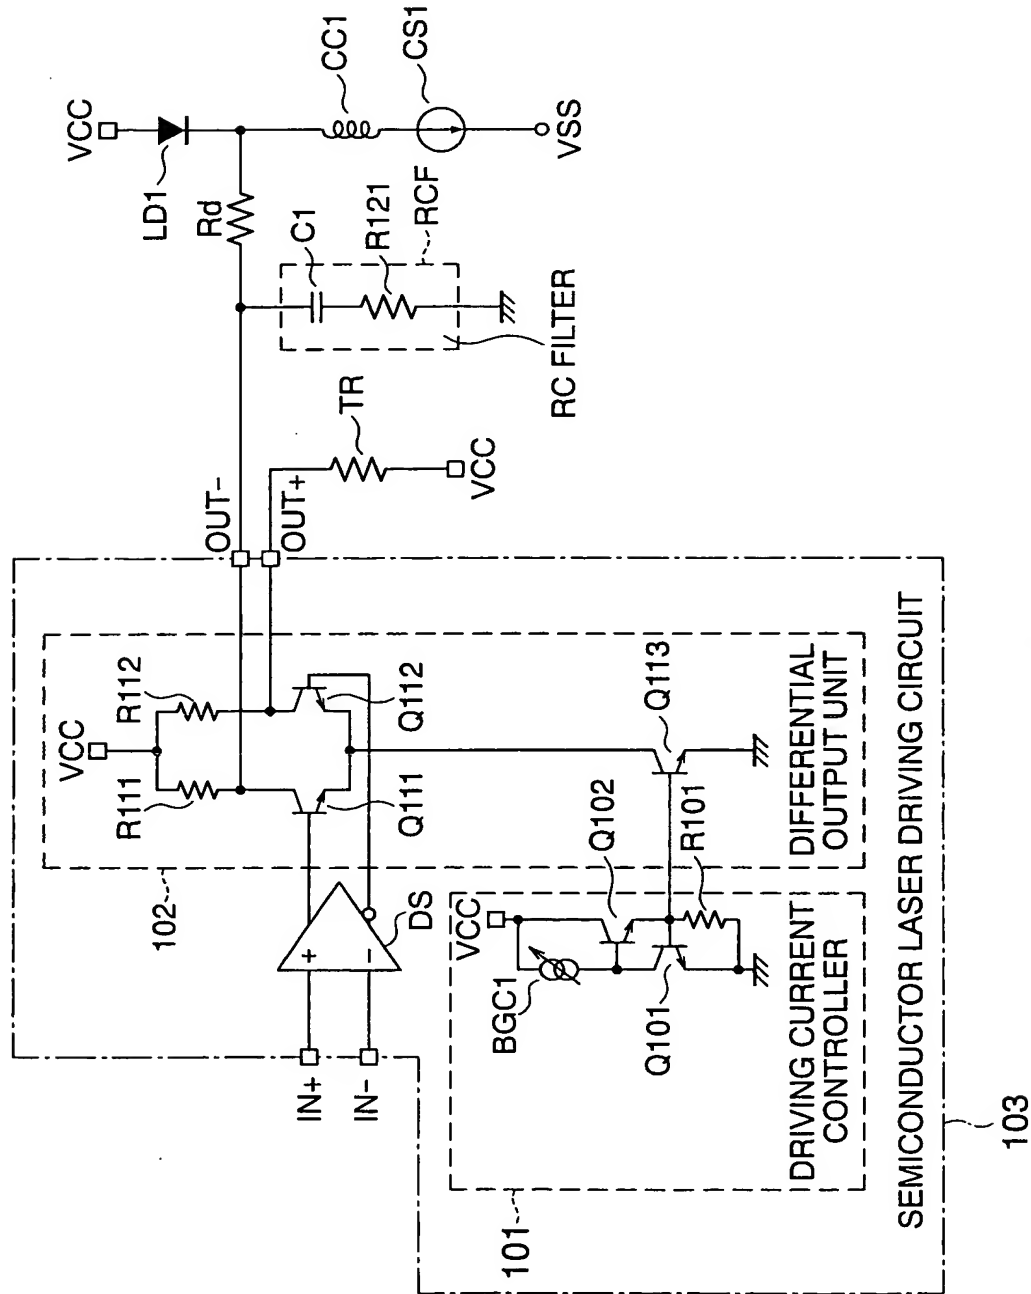 VCC
LD1
Rd
CC1
CS1
VSS
C1
R121
RCF
RC FILTER
TR
VCC
OUT-
OUT+
VCC
R111
R112
Q111
Q112
Q113
DIFFERENTIAL
OUTPUT UNIT
102
+
-
DS
IN+
IN-
VCC
BGC1
Q102
Q101
R101
DRIVING CURRENT
CONTROLLER
101
SEMICONDUCTOR LASER DRIVING CIRCUIT
103